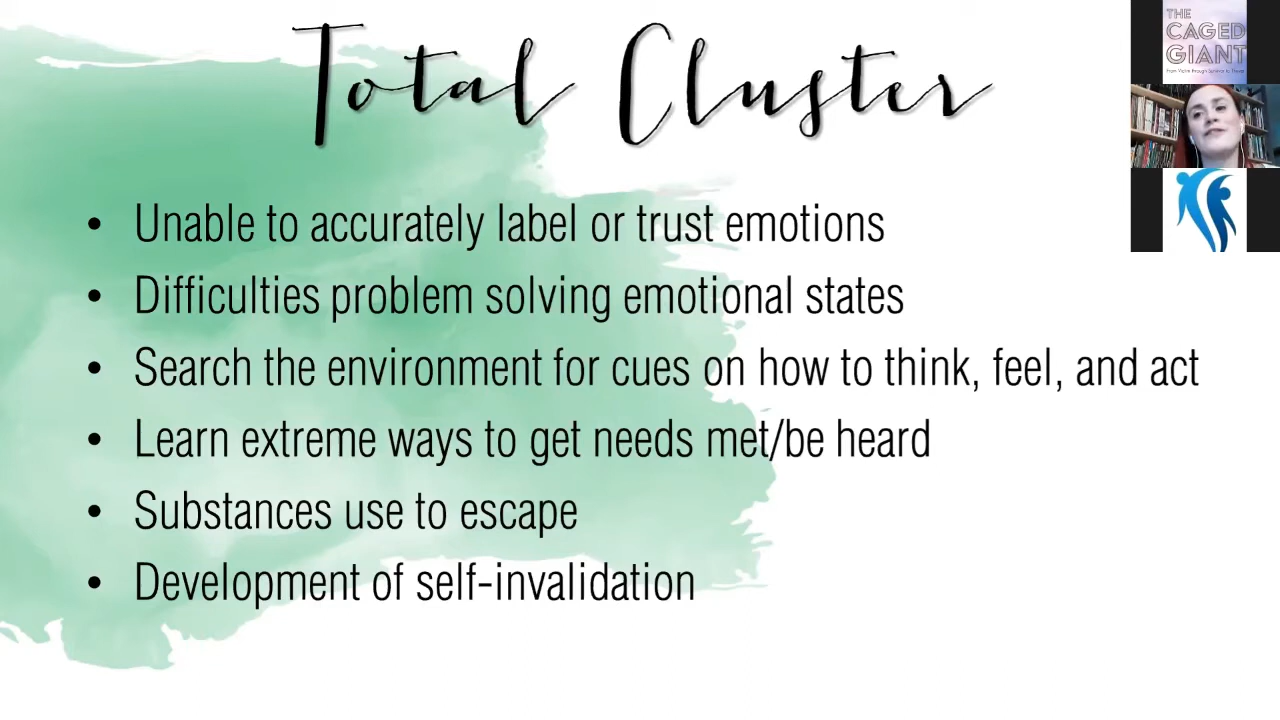 Total Cluster
THE
CAGED
GIANT
• Unable to accurately label or trust emotions
• Difficulties problem solving emotional states
• Search the environment for cues on how to think, feel, and act
• Learn extreme ways to get needs met/be heard
• Substances use to escape
• Development of self-invalidation